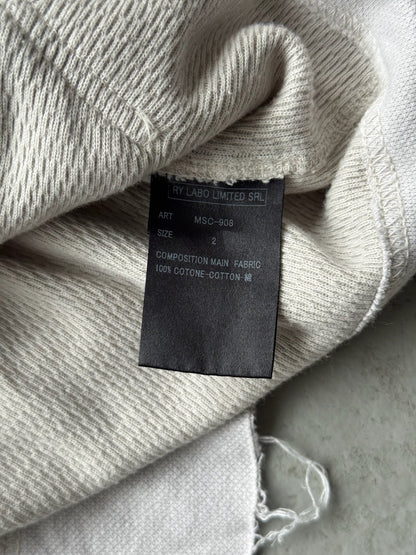 RY LABO LIMITED SRL
ART MSC-908
SIZE 2
COMPOSITION MAIN FABRIC
100% COTONE-COTTON-綿